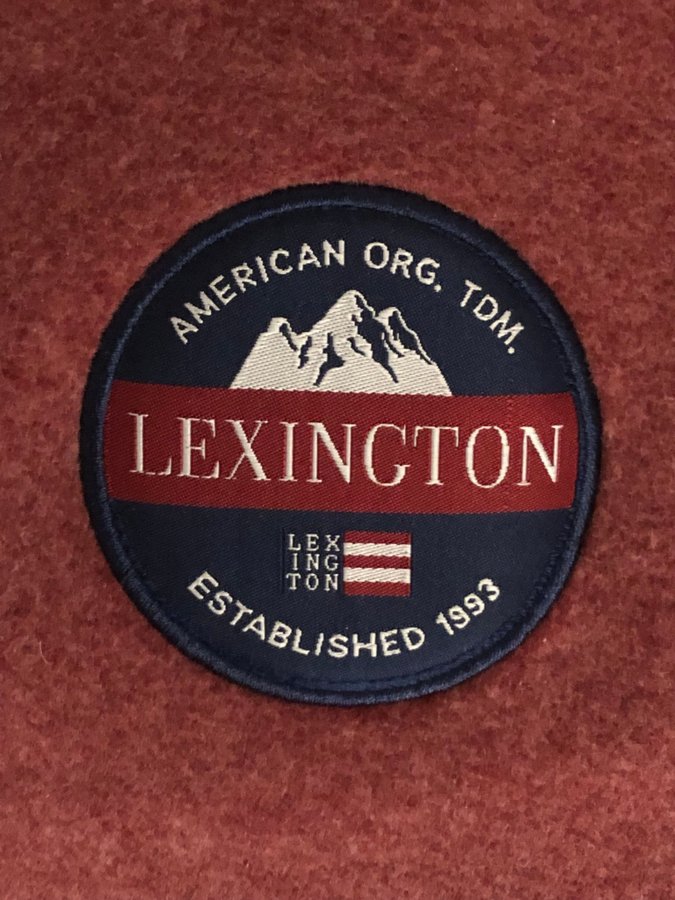 AMERICAN ORG. TDM.
LEXINGTON
LEX
ING
TON
ESTABLISHED 1993